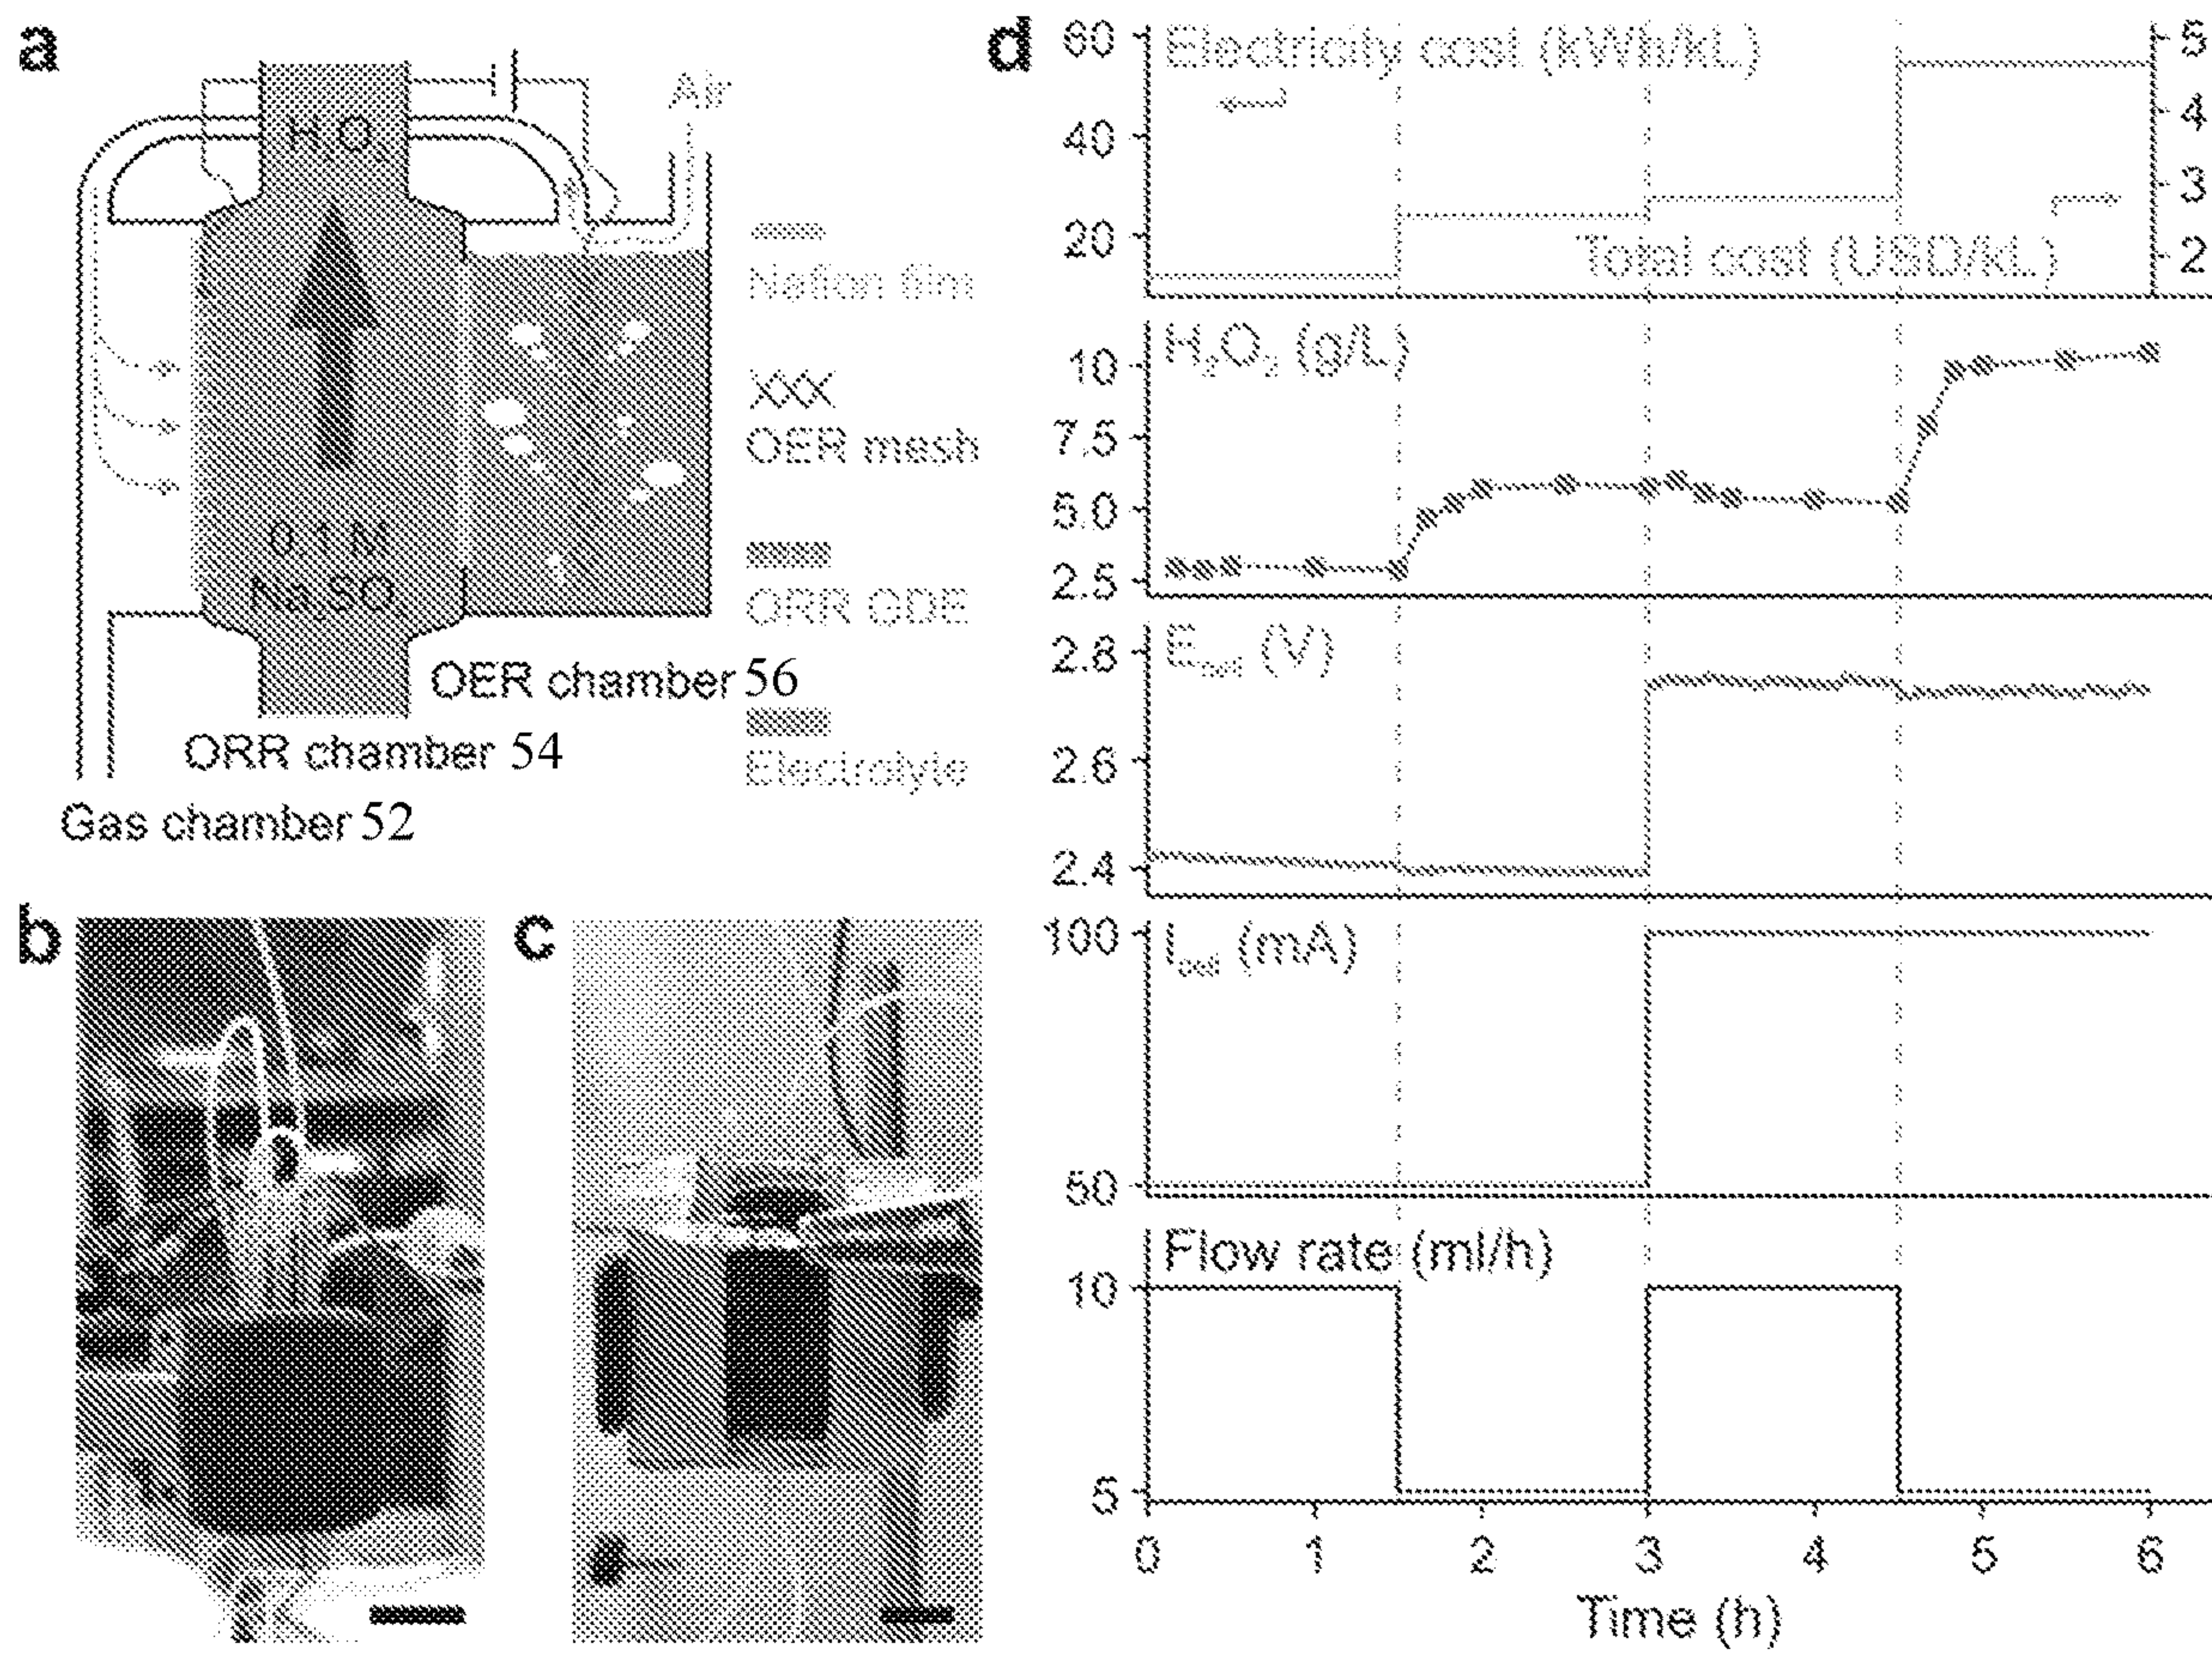 a
Air
H₂O₂
0.1 M
Na₂SO₄
Nafion film
OER mesh
ORR GDE
Electrolyte
OER chamber 56
ORR chamber 54
Gas chamber 52
b
c
d
Electricity cost (kWh/kL)
60
40
20
5
4
3
2
Total cost (USD/kL)
H₂O₂ (g/L)
10
7.5
5.0
2.5
E_cell (V)
2.8
2.6
2.4
I_cell (mA)
100
50
Flow rate (ml/h)
10
5
0 1 2 3 4 5 6
Time (h)